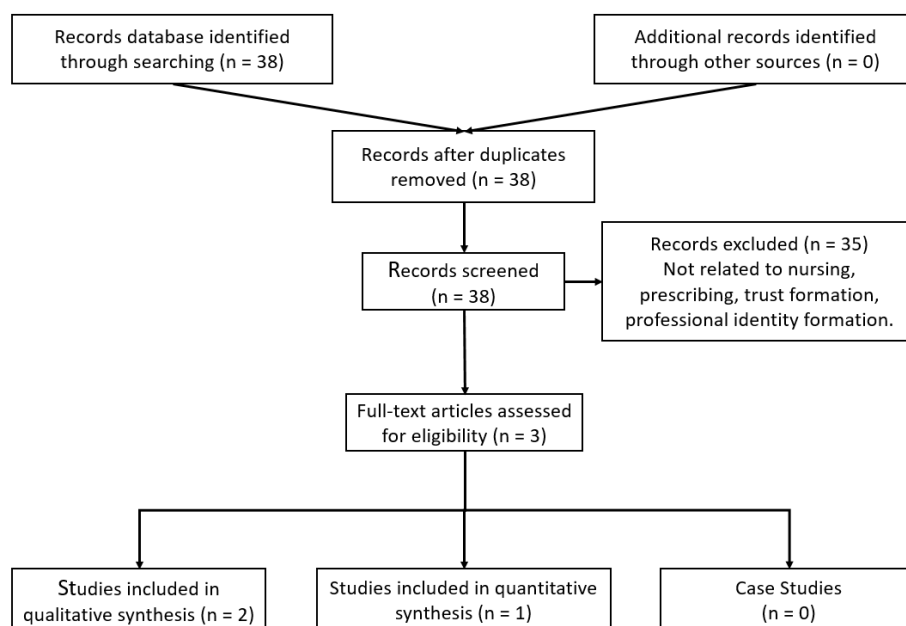 Records database identified
through searching (n = 38)
Additional records identified
through other sources (n = 0)
Records after duplicates
removed (n = 38)
Records screened
(n = 38)
Records excluded (n = 35)
Not related to nursing,
prescribing, trust formation,
professional identity formation.
Full-text articles assessed
for eligibility (n = 3)
Studies included in
qualitative synthesis (n = 2)
Studies included in quantitative
synthesis (n = 1)
Case Studies
(n = 0)